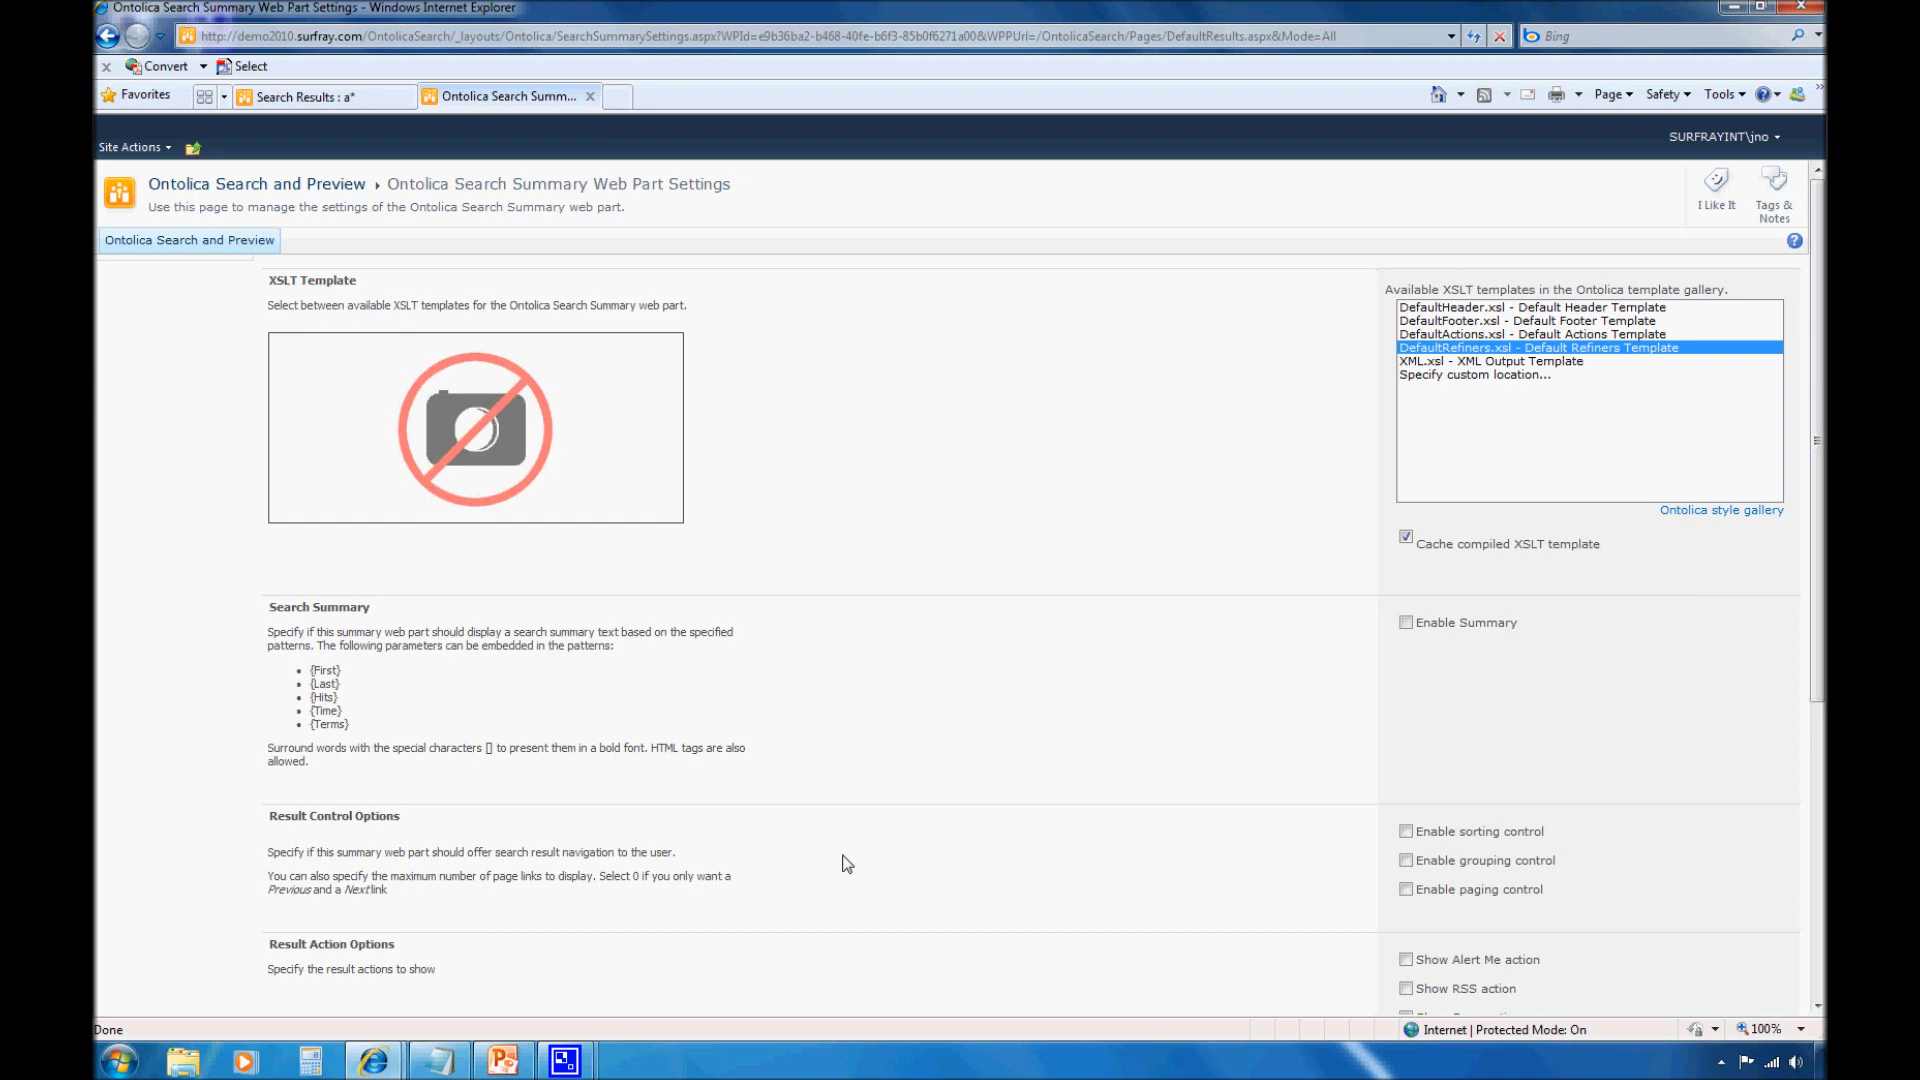 Ontolica Search Summary Web Part Settings - Windows Internet Explorer
http://demo2010.surfray.com/OntolicaSearch/_layouts/Ontolica/SearchSummarySettings.aspx?WPId=e9b36ba2-b468-40fe-b6f3-85b0f6271a00&WPPUrl=/OntolicaSearch/Pages/DefaultResults.aspx&Mode=All
Bing
x Convert Select
Favorites
Search Results : a*
Ontolica Search Summ...
Page Safety Tools
Site Actions
SURFRAYINT\jno
Ontolica Search and Preview ▸ Ontolica Search Summary Web Part Settings
Use this page to manage the settings of the Ontolica Search Summary web part.
I Like It
Tags &
Notes
Ontolica Search and Preview
XSLT Template
Select between available XSLT templates for the Ontolica Search Summary web part.
Available XSLT templates in the Ontolica template gallery.
DefaultHeader.xsl - Default Header Template
DefaultFooter.xsl - Default Footer Template
DefaultActions.xsl - Default Actions Template
DefaultRefiners.xsl - Default Refiners Template
XML.xsl - XML Output Template
Specify custom location...
Ontolica style gallery
Cache compiled XSLT template
Search Summary
Specify if this summary web part should display a search summary text based on the specified
patterns. The following parameters can be embedded in the patterns:
• {First}
• {Last}
• {Hits}
• {Time}
• {Terms}
Surround words with the special characters [] to present them in a bold font. HTML tags are also
allowed.
Enable Summary
Result Control Options
Specify if this summary web part should offer search result navigation to the user.
You can also specify the maximum number of page links to display. Select 0 if you only want a
Previous and a Next link
Enable sorting control
Enable grouping control
Enable paging control
Result Action Options
Specify the result actions to show
Show Alert Me action
Show RSS action
Done
Internet | Protected Mode: On
100%